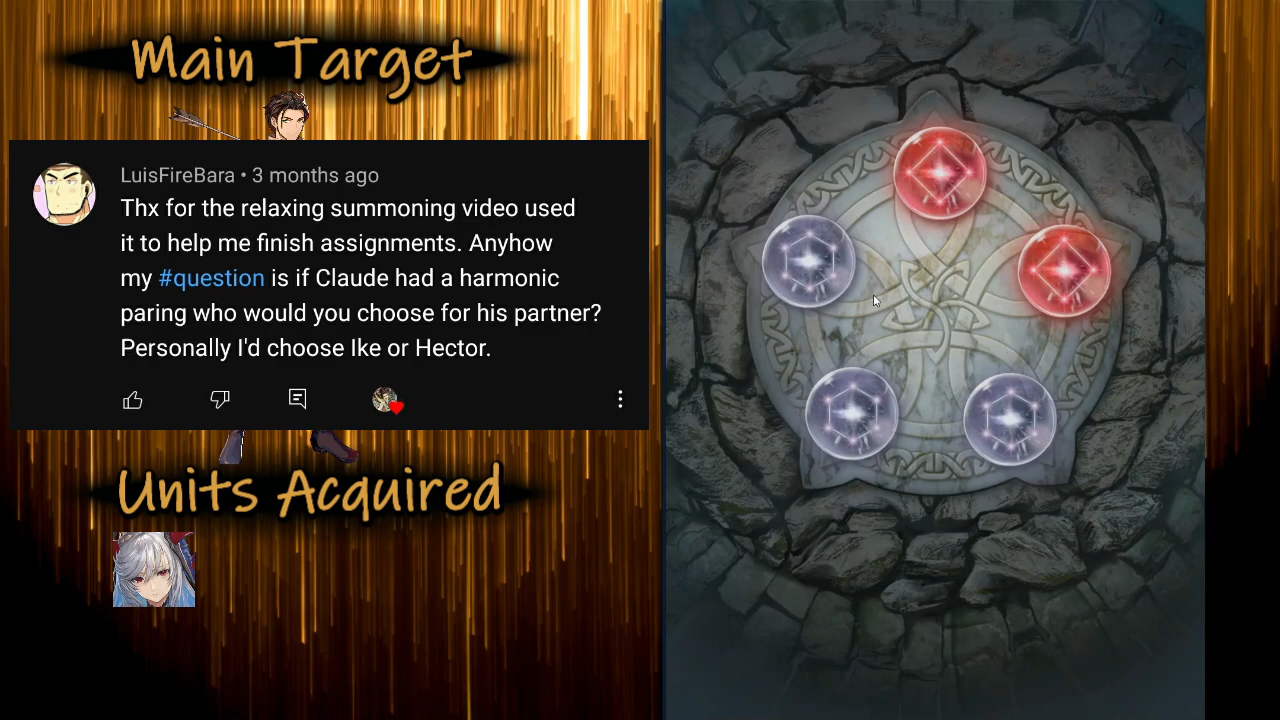 Main Target
LuisFireBara • 3 months ago
Thx for the relaxing summoning video used
it to help me finish assignments. Anyhow
my #question is if Claude had a harmonic
paring who would you choose for his partner?
Personally I'd choose Ike or Hector.
Units Acquired